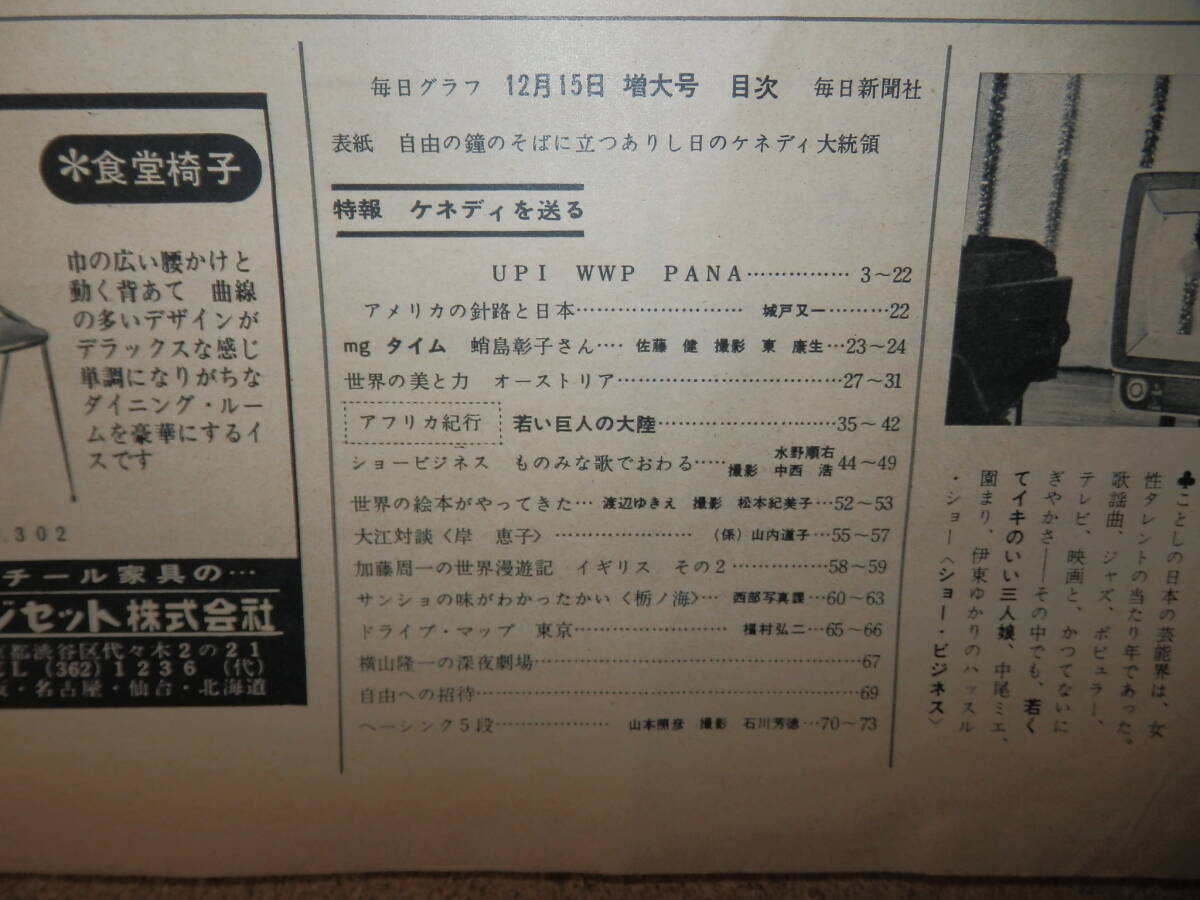 毎日グラフ 12月15日 増大号 目次 毎日新聞社
表紙 自由の鐘のそばに立つありし日のケネディ大統領
特報 ケネディを送る
UPI WWP PANA…………… 3~22
アメリカの針路と日本…………………… 城戸又一………22
mg タイム 蛸島彰子さん…. 佐藤 健 撮影 東 康生…23~24
世界の美と力 オーストリア……………………………27~31
アフリカ紀行 若い巨人の大陸………………………35~42
ショービジネス ものみな歌でおわる…… 水野順右
撮影 中西 浩 44~49
世界の絵本がやってきた… 渡辺ゆきえ 撮影 松本紀美子…52~53
大江対談〈岸 恵子〉………………… (係) 山内道子…55~57
加藤周一の世界漫遊記 イギリス その2……………58~59
サンショの味がわかったかい〈栃ノ海〉… 西部写真課…60~63
ドライブ・マップ 東京………………………… 福村弘二…65~66
横山隆一の深夜劇場………………………………………67
自由への招待………………………………………………69
ヘーシンク5段……………… 山本照彦 撮影 石川芳徳…70~73
*食堂椅子
巾の広い腰かけと
動く背あて 曲線
の多いデザインが
デラックスな感じ
単調になりがちな
ダイニング・ルー
ムを豪華にするイ
スです
.302
チール家具の…
セット株式会社
京都渋谷区代々木2の21
EL (362) 1236 (代)
阪・名古屋・仙台・北海道
♣ことしの日本の芸能界は、女
性タレントの当たり年であった。
歌謡曲、ジャズ、ポピュラー、
テレビ、映画と、かつてないに
ぎやかさ――その中でも、若く
てイキのいい三人娘、中尾ミエ、
園まり、伊東ゆかりのハッスル
・ショー〈ショー・ビジネス〉